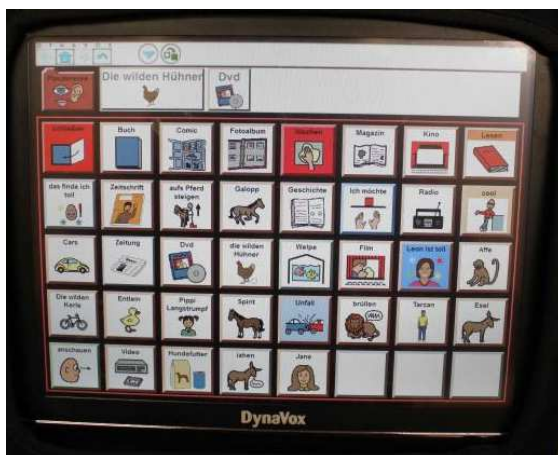 Die wilden Hühner
Dvd
schließen
Buch
Comic
Fotoalbum
löschen
Magazin
Kino
Lesen
das finde ich
toll
Zeitschrift
aufs Pferd
steigen
Galopp
Geschichte
Ich möchte
Radio
cool
Cars
Zeitung
Dvd
die wilden
Hühner
Welpe
Film
Leon ist toll
Affe
Die wilden
Kerle
Entlein
Pippi
Langstrumpf
Spirit
Unfall
brüllen
Tarzan
Esel
anschauen
Video
Hundefutter
Jane
DynaVox